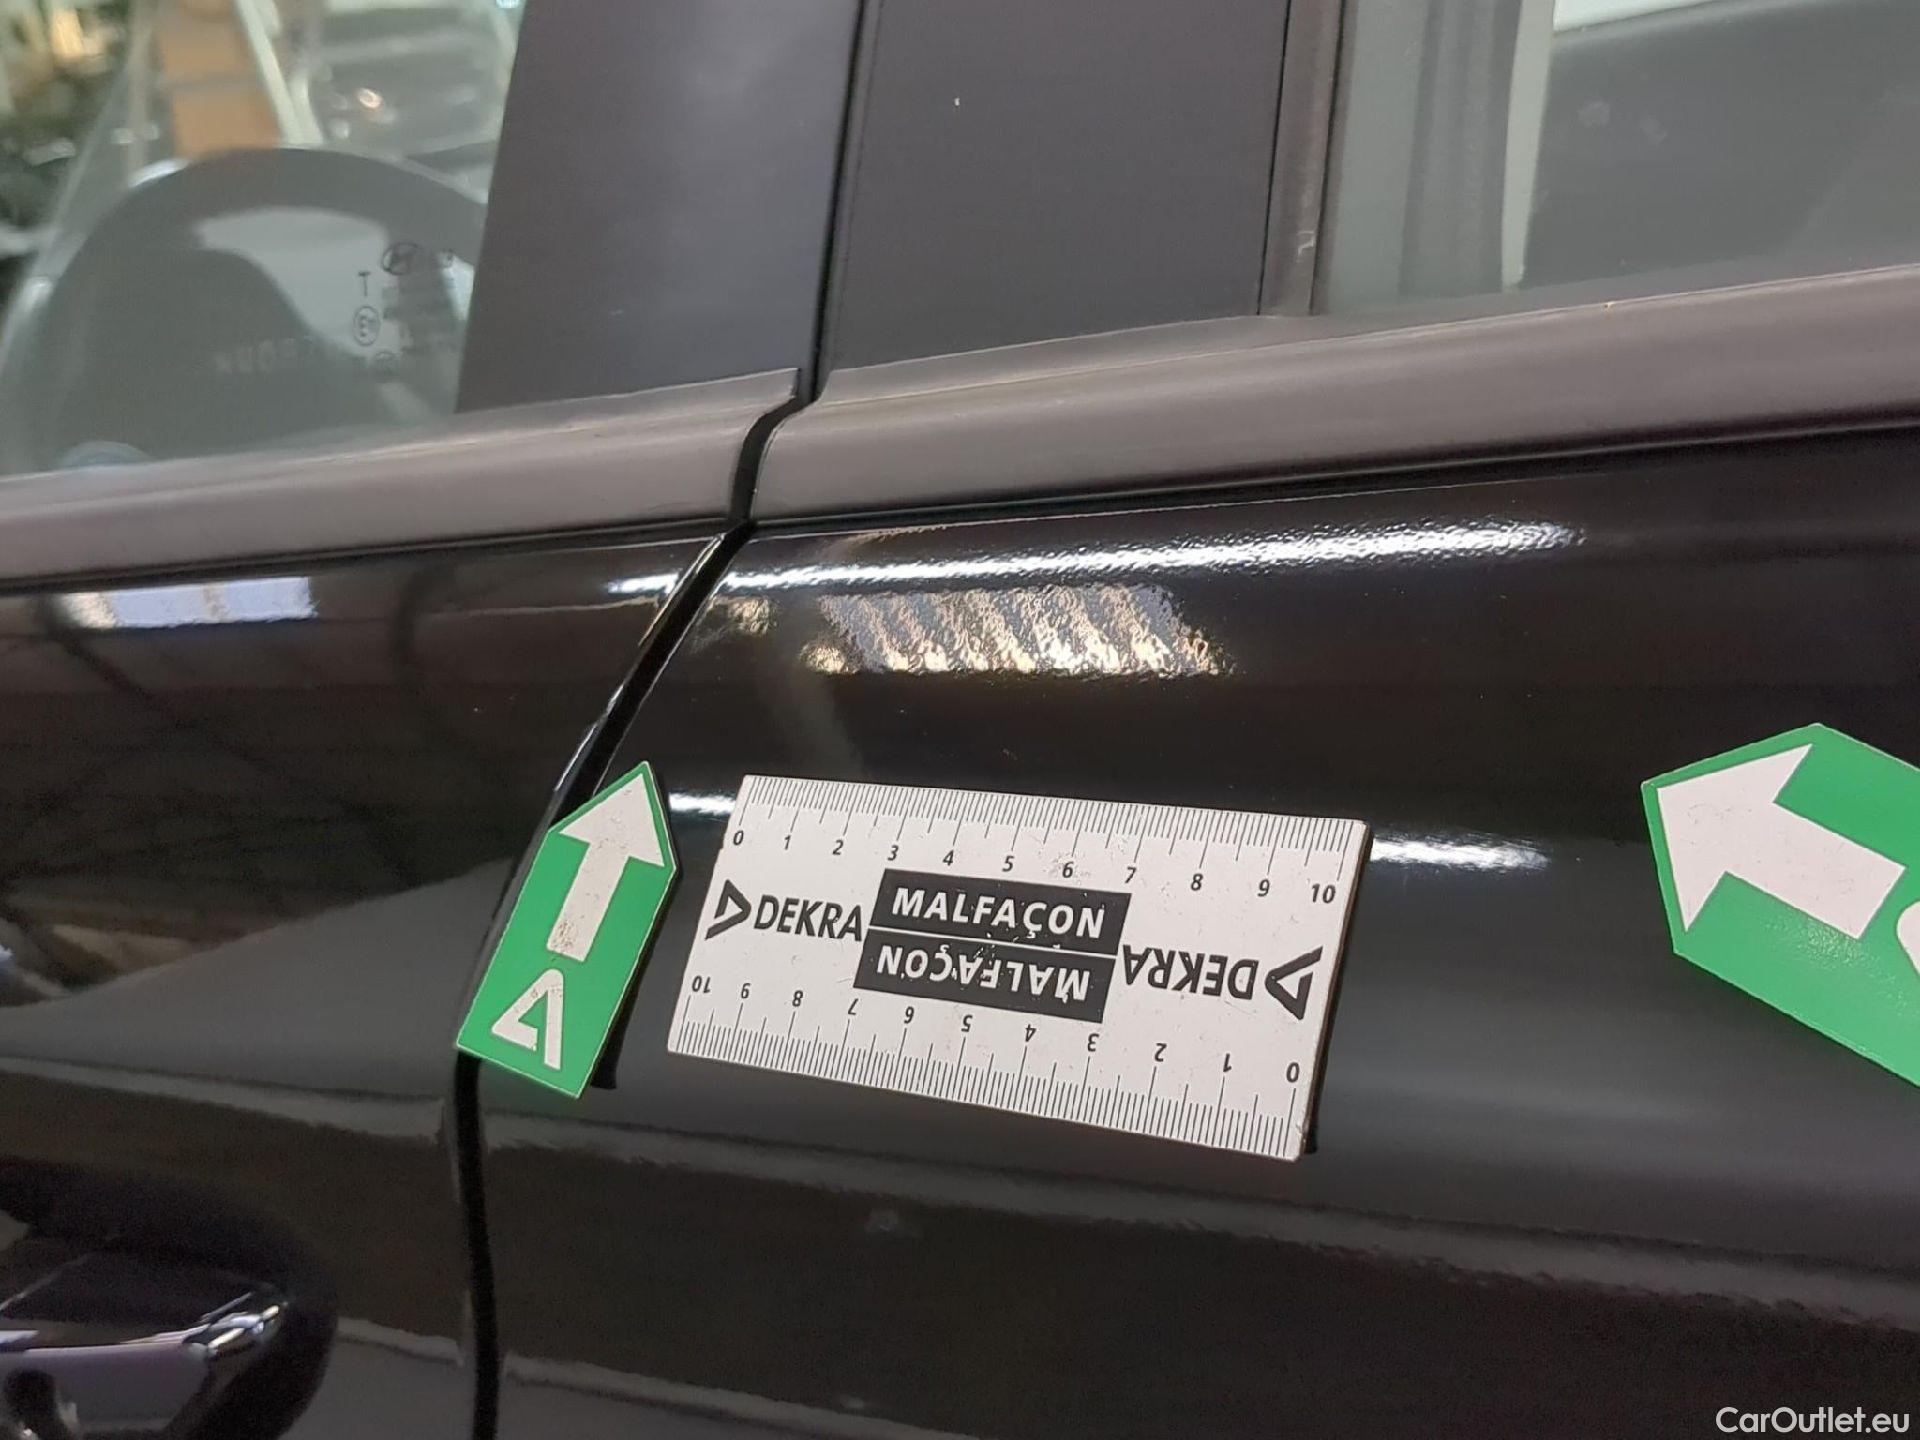 T
E
0 1 2 3 4 5 6 7 8 9 10
DEKRA MALFAÇON
MALFAÇON DEKRA
10 9 8 7 6 5 4 3 2 1 0
CarOutlet.eu